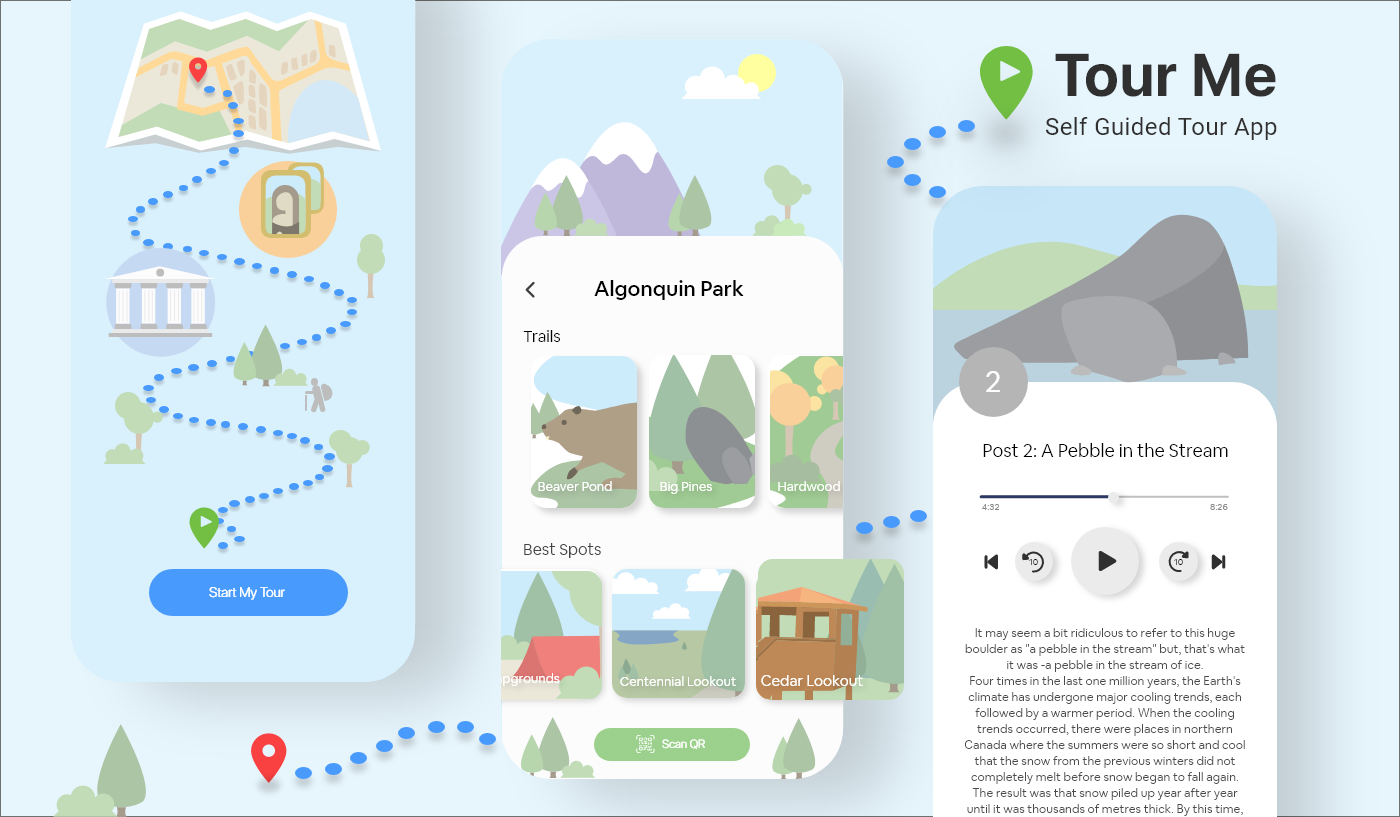 Tour Me
Self Guided Tour App
Start My Tour
Algonquin Park
Trails
Beaver Pond
Big Pines
Hardwood
Best Spots
pgrounds
Centennial Lookout
Cedar Lookout
Scan QR
2
Post 2: A Pebble in the Stream
4:32
8:26
10
10
It may seem a bit ridiculous to refer to this huge
boulder as "a pebble in the stream" but, that's what
it was -a pebble in the stream of ice.
Four times in the last one million years, the Earth's
climate has undergone major cooling trends, each
followed by a warmer period. When the cooling
trends occurred, there were places in northern
Canada where the summers were so short and cool
that the snow from the previous winters did not
completely melt before snow began to fall again.
The result was that snow piled up year after year
until it was thousands of metres thick. By this time,